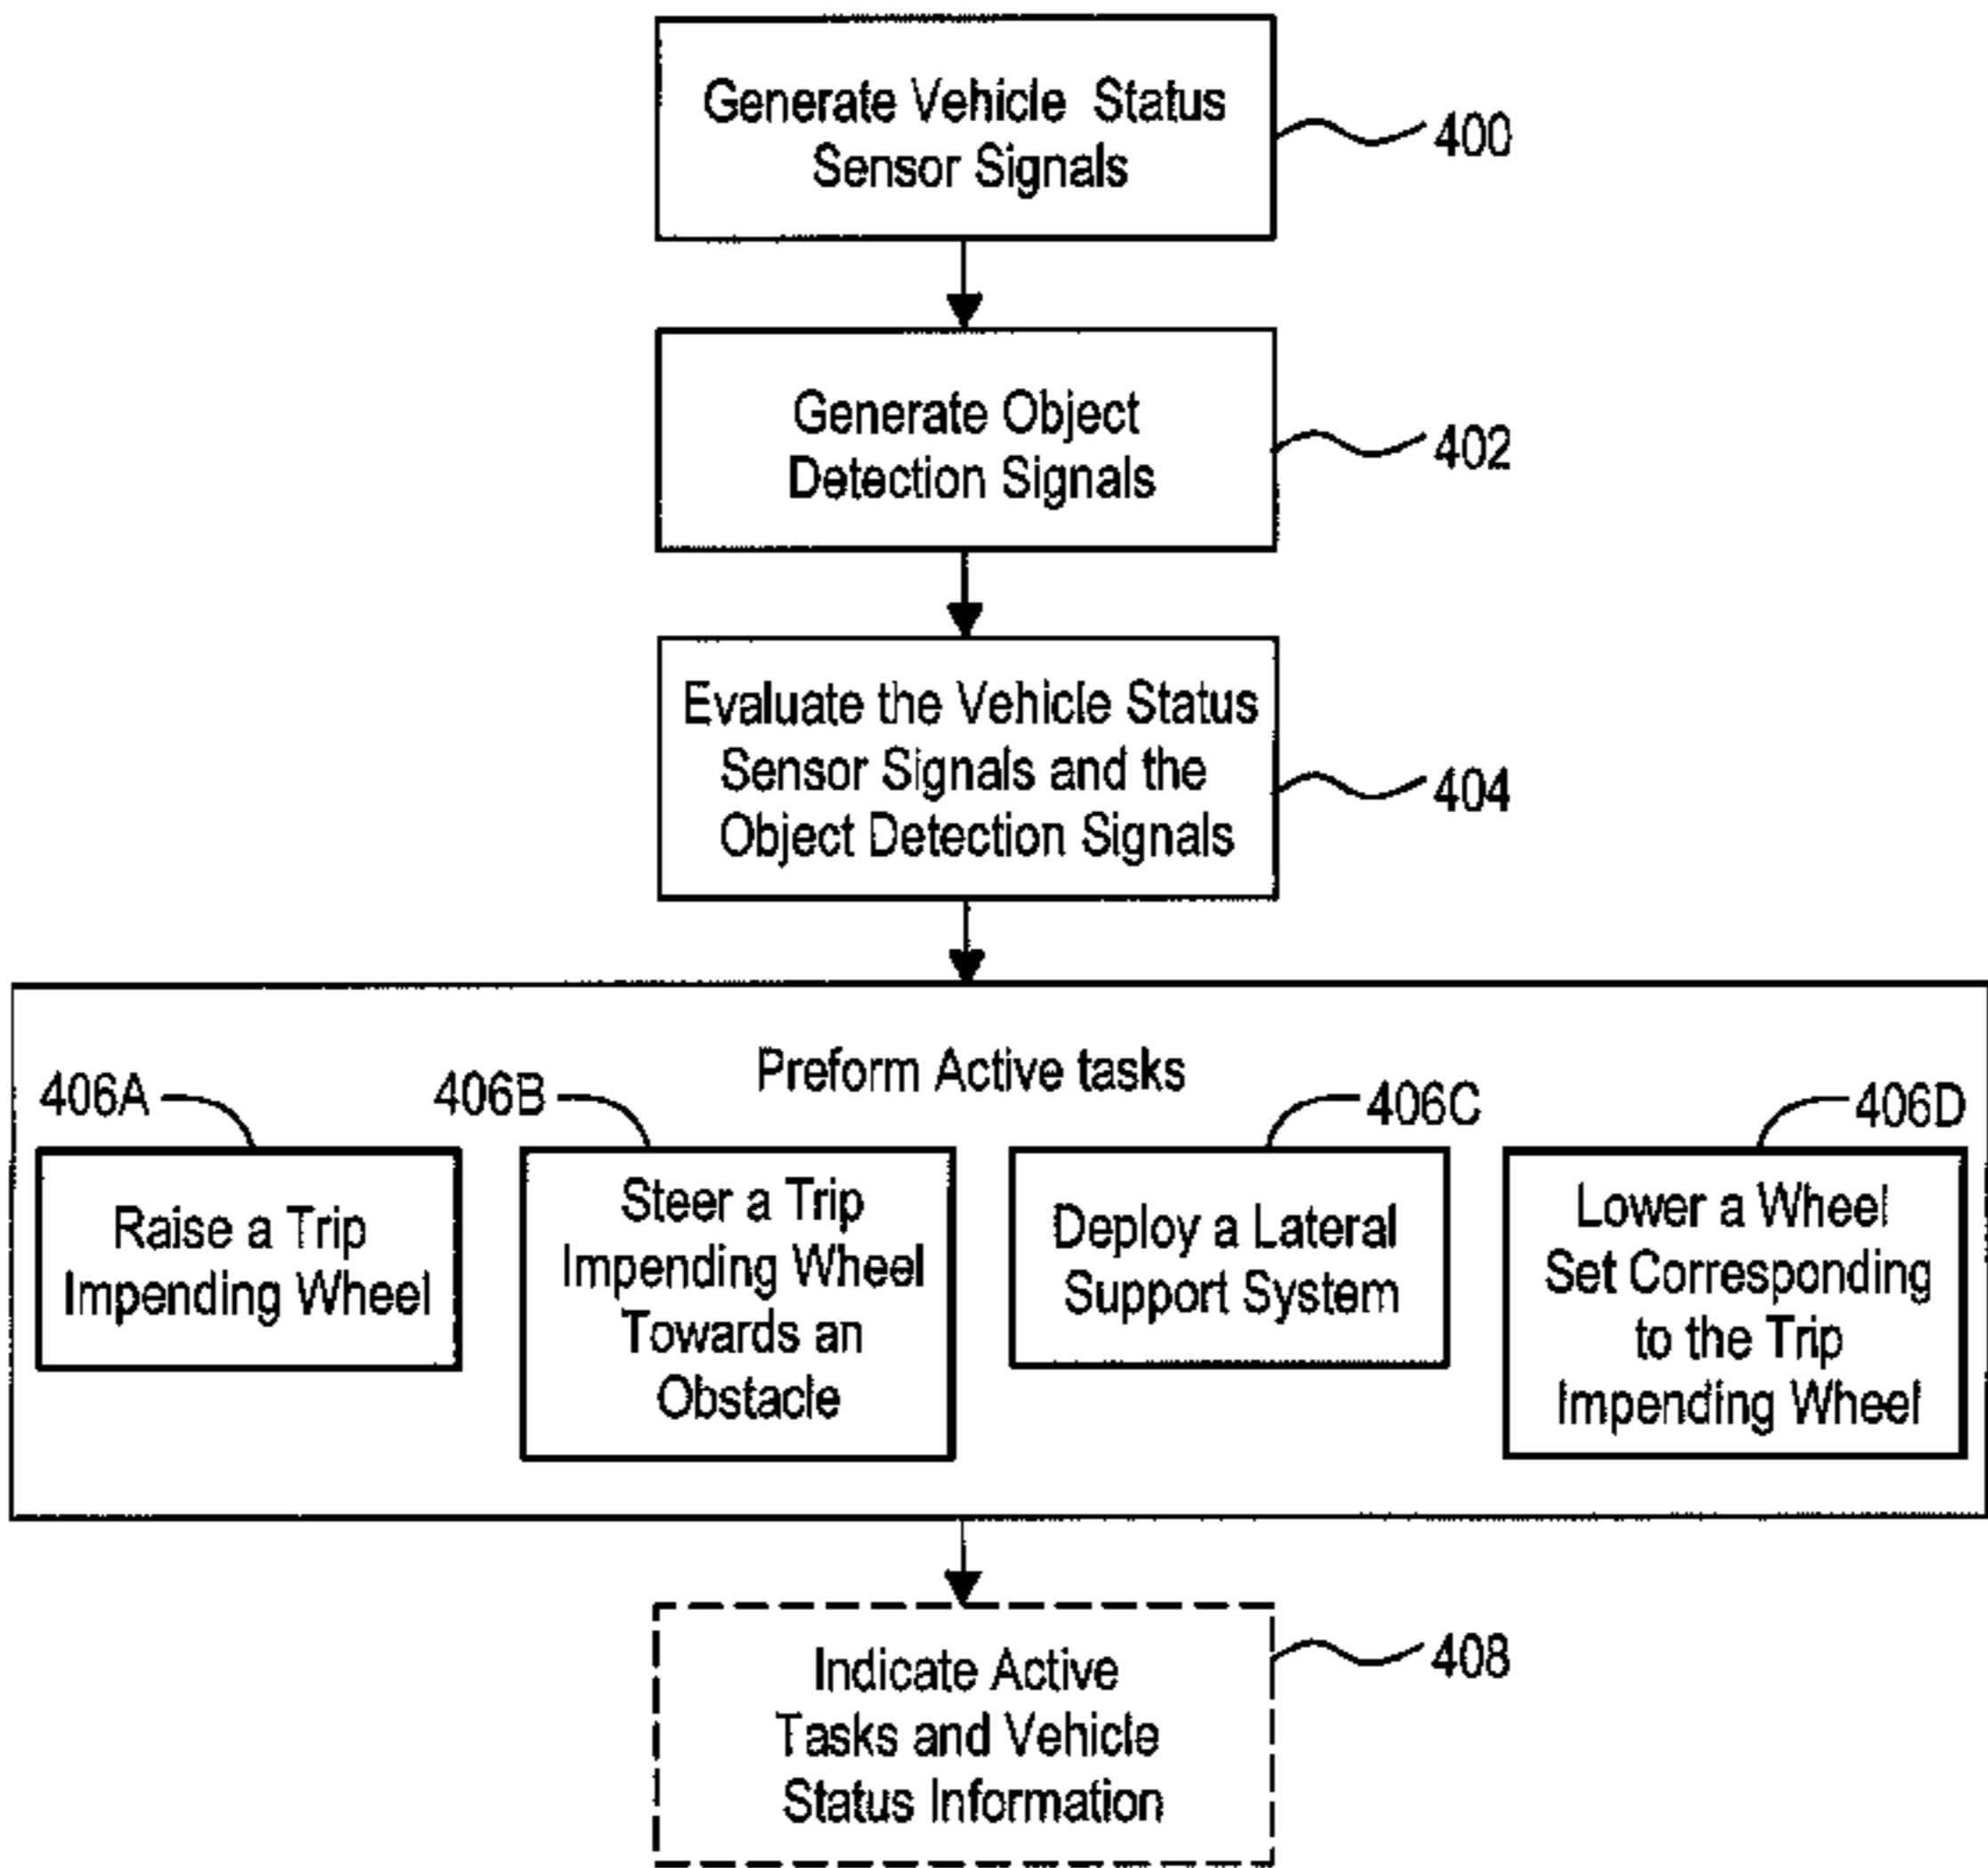 Generate Vehicle Status
Sensor Signals
400
Generate Object
Detection Signals
402
Evaluate the Vehicle Status
Sensor Signals and the
Object Detection Signals
404
Preform Active tasks
406A
Raise a Trip
Impending Wheel
406B
Steer a Trip
Impending Wheel
Towards an
Obstacle
406C
Deploy a Lateral
Support System
406D
Lower a Wheel
Set Corresponding
to the Trip
Impending Wheel
Indicate Active
Tasks and Vehicle
Status Information
408